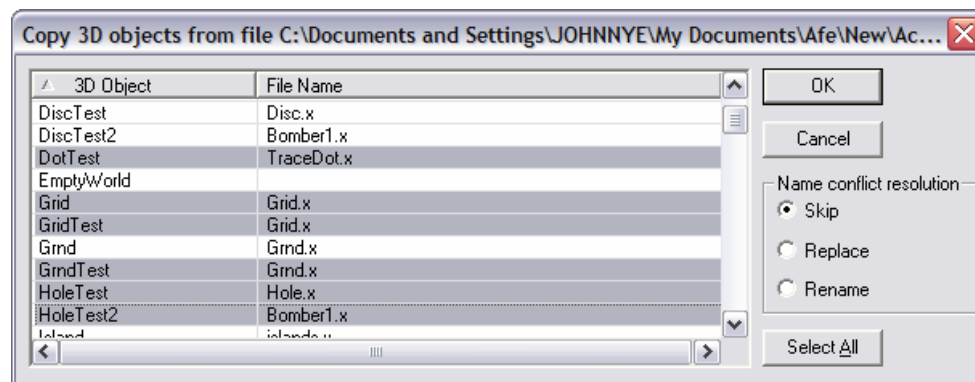 Copy 3D objects from file C:\Documents and Settings\JOHNNYE\My Documents\Afe\New\Ac...
3D Object File Name
DiscTest Disc.x
DiscTest2 Bomber1.x
DotTest TraceDot.x
EmptyWorld
Grid Grid.x
GridTest Grid.x
Grnd Grnd.x
GrndTest Grnd.x
HoleTest Hole.x
HoleTest2 Bomber1.x
OK
Cancel
Name conflict resolution
Skip
Replace
Rename
Select All